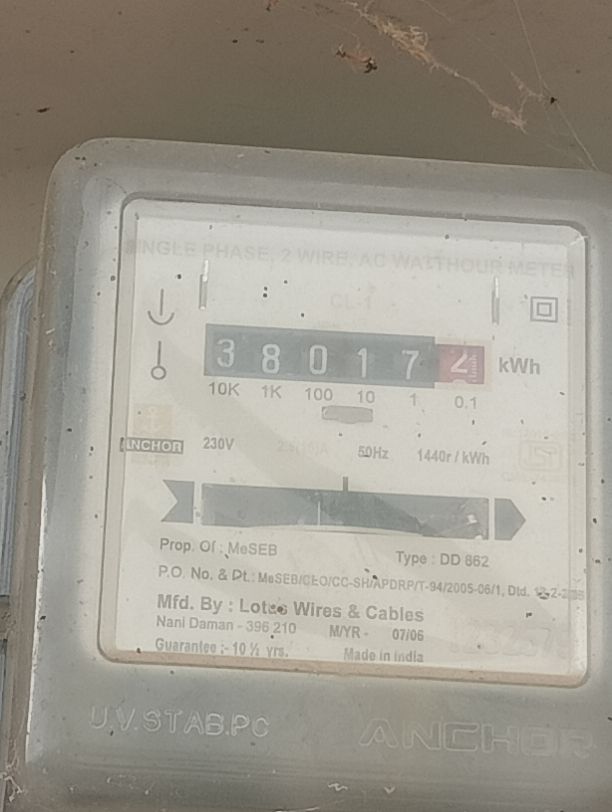 SINGLE PHASE, 2 WIRE, AC WATTHOUR METER
CL-1
3 8 0 1 7 2 kWh
10K 1K 100 10 1 0.1
ANCHOR 230V 50Hz 1440r / kWh
Prop. Of : MeSEB Type : DD 862
P.O. No. & Dt.: MeSEB/CEO/CC-SH/APDRP/T-94/2005-06/1, Dtd.
Mfd. By : Lotus Wires & Cables
Nani Daman - 396 210 M/YR - 07/06
Guarantee :- 10 ½ yrs. Made in India
U.V.STAB.PC ANCHOR